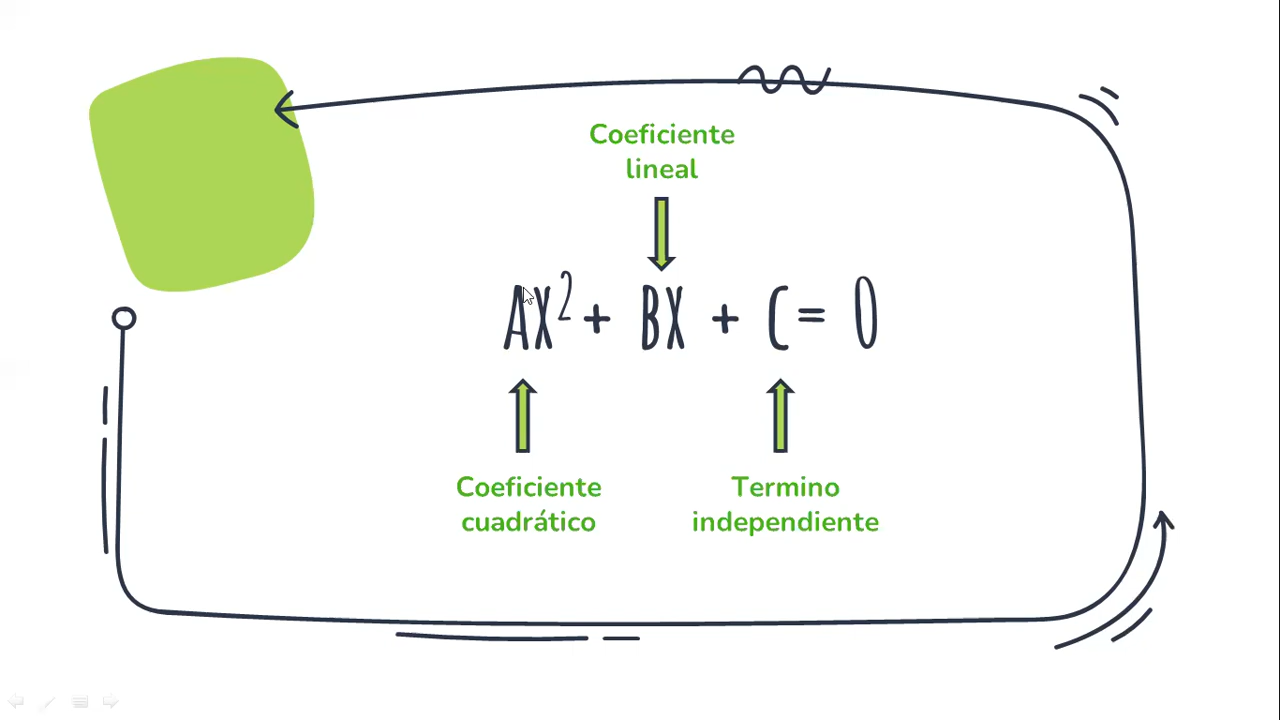 Coeficiente
lineal
AX²+ BX + C= 0
Coeficiente
cuadrático
Termino
independiente